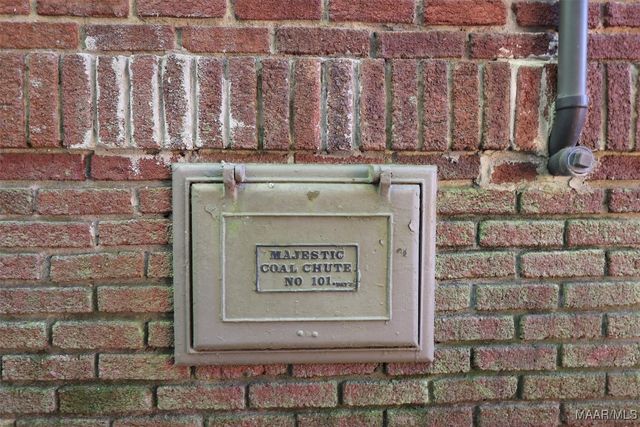 MAJESTIC
COAL CHUTE.
NO 101.
MAAR/MLS